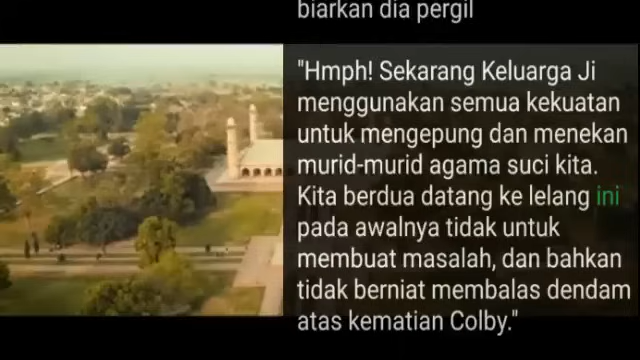 biarkan dia pergil
"Hmph! Sekarang Keluarga Ji
menggunakan semua kekuatan
untuk mengepung dan menekan
murid-murid agama suci kita.
Kita berdua datang ke lelang ini
pada awalnya tidak untuk
membuat masalah, dan bahkan
tidak berniat membalas dendam
atas kematian Colby."